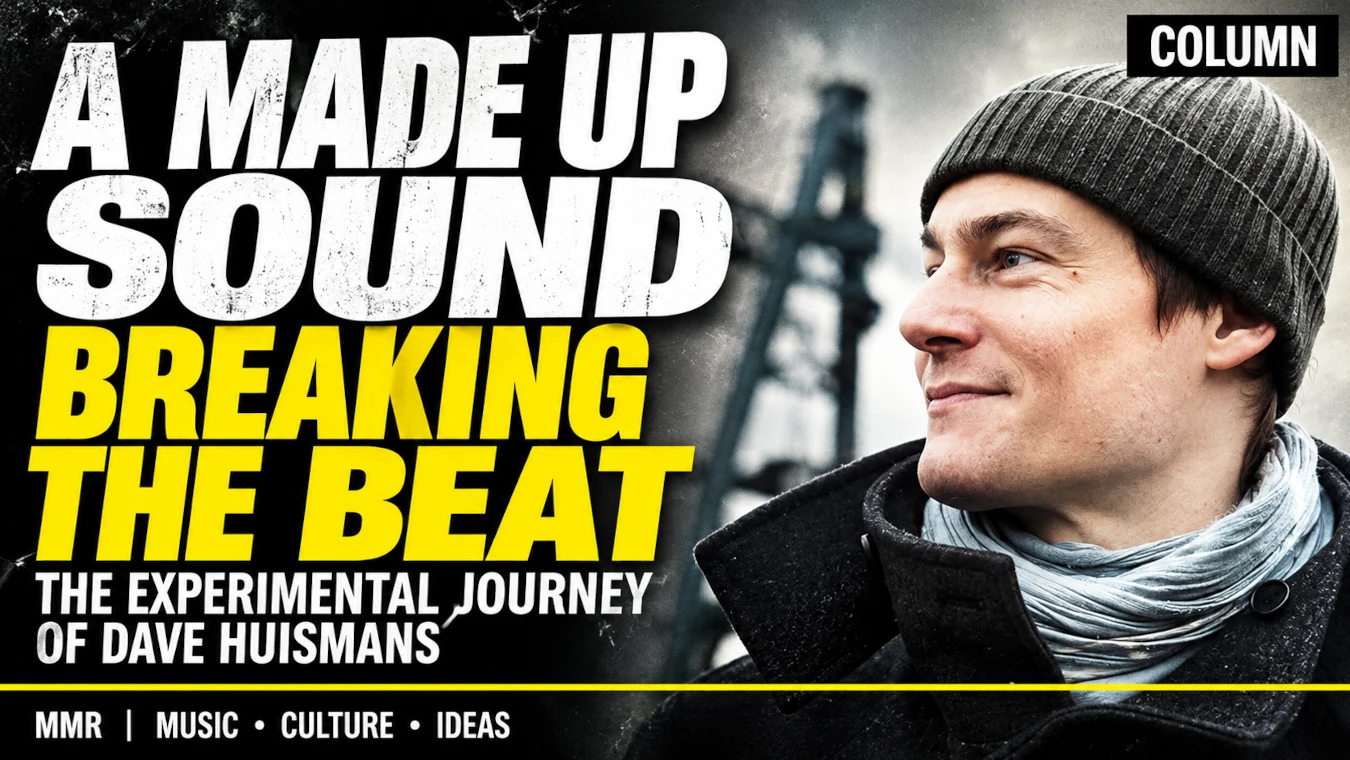 COLUMN
A MADE UP
SOUND
BREAKING
THE BEAT
THE EXPERIMENTAL JOURNEY
OF DAVE HUISMANS
MMR | MUSIC • CULTURE • IDEAS